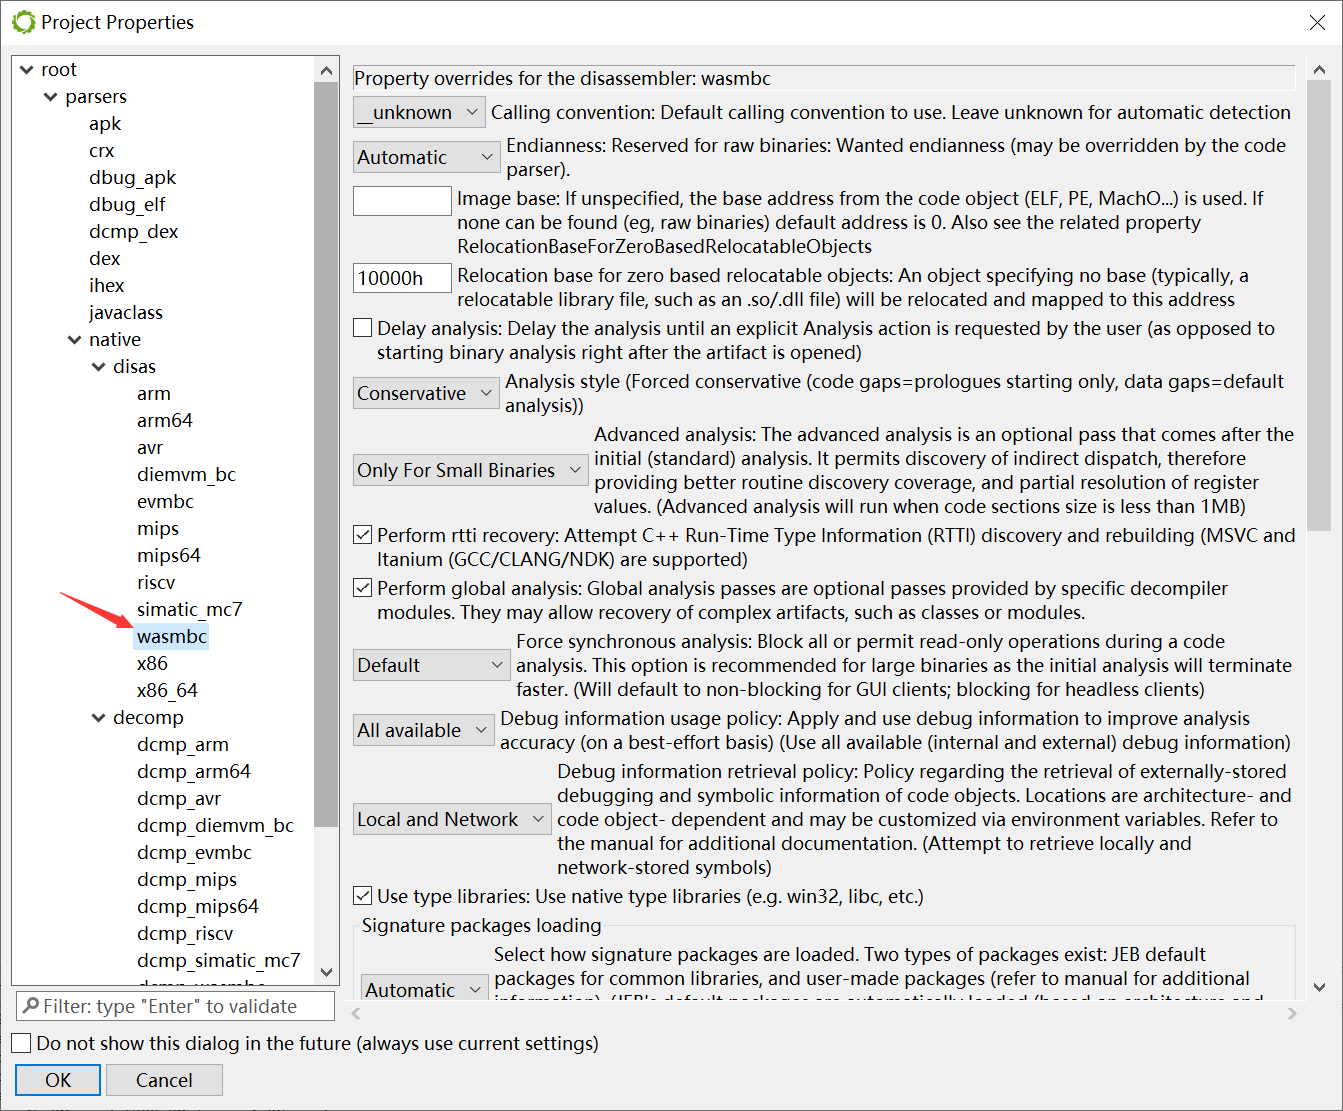 Project Properties
root
parsers
apk
crx
dbug_apk
dbug_elf
dcmp_dex
dex
ihex
javaclass
native
disas
arm
arm64
avr
diemvm_bc
evmbc
mips
mips64
riscv
simatic_mc7
wasmbc
x86
x86_64
decomp
dcmp_arm
dcmp_arm64
dcmp_avr
dcmp_diemvm_bc
dcmp_evmbc
dcmp_mips
dcmp_mips64
dcmp_riscv
dcmp_simatic_mc7
Filter: type "Enter" to validate
Property overrides for the disassembler: wasmbc
__unknown Calling convention: Default calling convention to use. Leave unknown for automatic detection
Automatic Endianness: Reserved for raw binaries: Wanted endianness (may be overridden by the code
parser).
Image base: If unspecified, the base address from the code object (ELF, PE, MachO...) is used. If
none can be found (eg, raw binaries) default address is 0. Also see the related property
RelocationBaseForZeroBasedRelocatableObjects
10000h Relocation base for zero based relocatable objects: An object specifying no base (typically, a
relocatable library file, such as an .so/.dll file) will be relocated and mapped to this address
Delay analysis: Delay the analysis until an explicit Analysis action is requested by the user (as opposed to
starting binary analysis right after the artifact is opened)
Conservative Analysis style (Forced conservative (code gaps=prologues starting only, data gaps=default
analysis))
Advanced analysis: The advanced analysis is an optional pass that comes after the
initial (standard) analysis. It permits discovery of indirect dispatch, therefore
Only For Small Binaries providing better routine discovery coverage, and partial resolution of register
values. (Advanced analysis will run when code sections size is less than 1MB)
Perform rtti recovery: Attempt C++ Run-Time Type Information (RTTI) discovery and rebuilding (MSVC and
Itanium (GCC/CLANG/NDK) are supported)
Perform global analysis: Global analysis passes are optional passes provided by specific decompiler
modules. They may allow recovery of complex artifacts, such as classes or modules.
Force synchronous analysis: Block all or permit read-only operations during a code
Default analysis. This option is recommended for large binaries as the initial analysis will terminate
faster. (Will default to non-blocking for GUI clients; blocking for headless clients)
All available Debug information usage policy: Apply and use debug information to improve analysis
accuracy (on a best-effort basis) (Use all available (internal and external) debug information)
Debug information retrieval policy: Policy regarding the retrieval of externally-stored
debugging and symbolic information of code objects. Locations are architecture- and
Local and Network code object- dependent and may be customized via environment variables. Refer to
the manual for additional documentation. (Attempt to retrieve locally and
network-stored symbols)
Use type libraries: Use native type libraries (e.g. win32, libc, etc.)
Signature packages loading
Select how signature packages are loaded. Two types of packages exist: JEB default
Automatic packages for common libraries, and user-made packages (refer to manual for additional
Do not show this dialog in the future (always use current settings)
OK Cancel